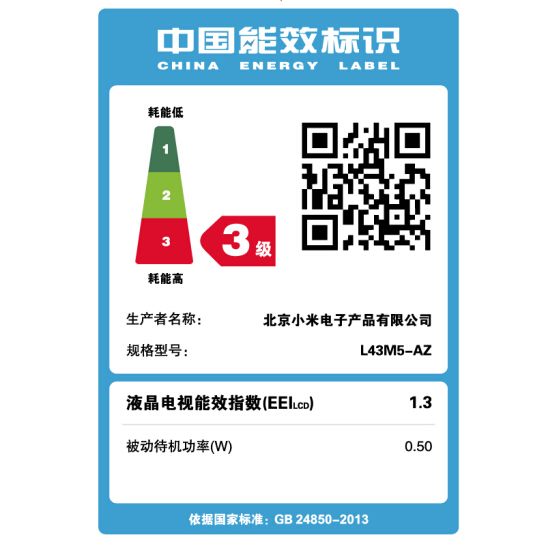 中国能效标识
CHINA ENERGY LABEL
耗能低
1
2
3
3级
耗能高
生产者名称： 北京小米电子产品有限公司
规格型号： L43M5-AZ
液晶电视能效指数(EEILCD) 1.3
被动待机功率(W) 0.50
依据国家标准：GB 24850-2013